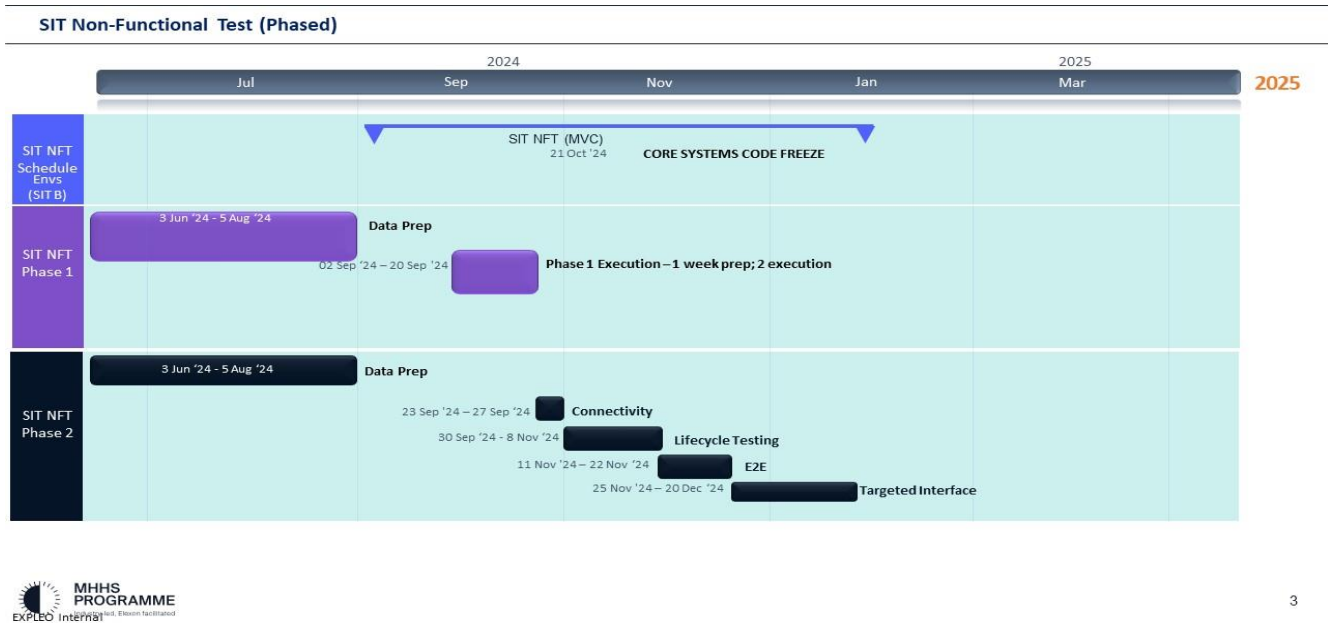 SIT Non-Functional Test (Phased)
2024
2025
Jul
Sep
Nov
Jan
Mar
2025
SIT NFT
Schedule
Envs
(SIT B)
SIT NFT (MVC)
21 Oct '24
CORE SYSTEMS CODE FREEZE
SIT NFT
Phase 1
3 Jun '24 - 5 Aug '24
Data Prep
02 Sep '24 – 20 Sep '24
Phase 1 Execution – 1 week prep; 2 execution
SIT NFT
Phase 2
3 Jun '24 - 5 Aug '24
Data Prep
23 Sep '24 – 27 Sep '24
Connectivity
30 Sep '24 - 8 Nov '24
Lifecycle Testing
11 Nov '24 – 22 Nov '24
E2E
25 Nov '24 – 20 Dec '24
Targeted Interface
MHHS
PROGRAMME
Industry-led, Elexon facilitated
EXPLEO Internal
3